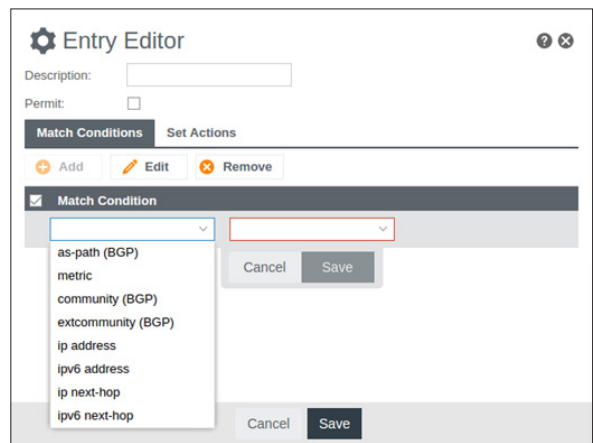 Entry Editor
Description:
Permit:
Match Conditions Set Actions
Add Edit Remove
Match Condition
as-path (BGP)
metric
community (BGP)
extcommunity (BGP)
ip address
ipv6 address
ip next-hop
ipv6 next-hop
Cancel Save
Cancel Save